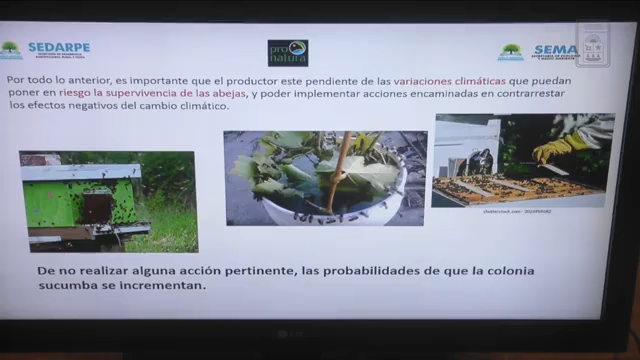 SEDARPE
pro natura
SEMA
Por todo lo anterior, es importante que el productor este pendiente de las variaciones climáticas que puedan
poner en riesgo la supervivencia de las abejas, y poder implementar acciones encaminadas en contrarrestar
los efectos negativos del cambio climático.
De no realizar alguna acción pertinente, las probabilidades de que la colonia
sucumba se incrementan.
LG